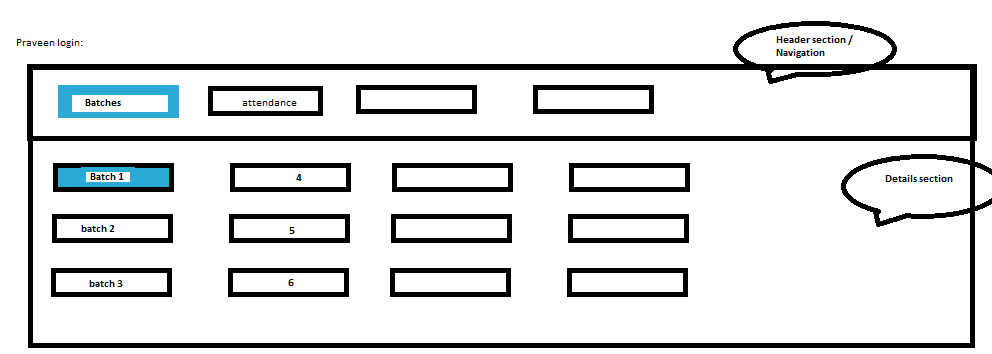 Header section /
Navigation
Praveen login:
Batches
attendance
Batch 1
4
Details section
batch 2
5
batch 3
6